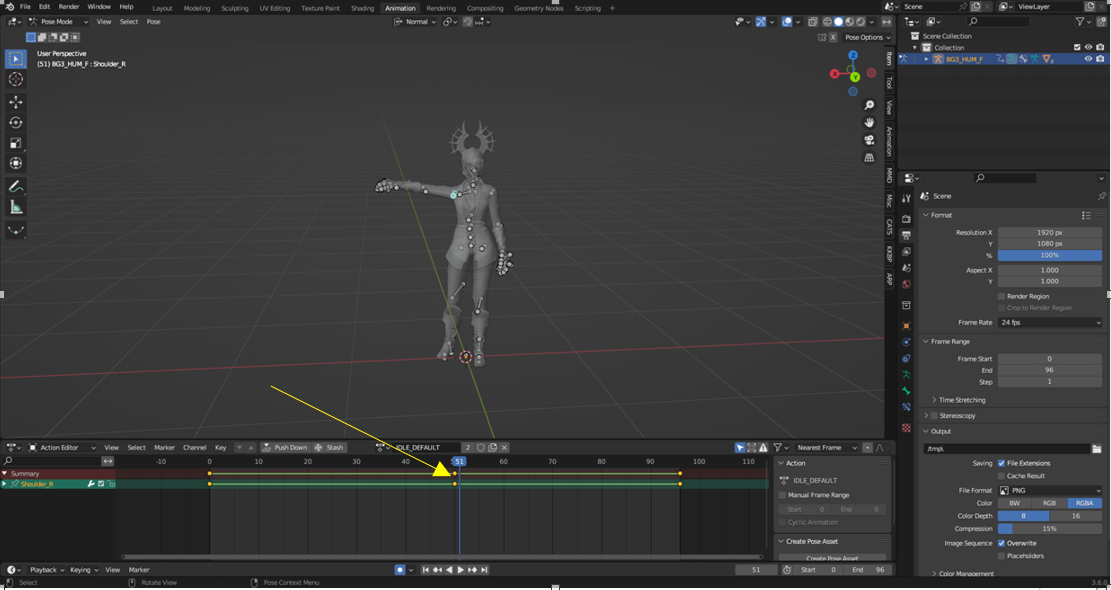 File Edit Render Window Help Layout Modeling Sculpting UV Editing Texture Paint Shading Animation Rendering Compositing Geometry Nodes Scripting + Scene ViewLayer
Pose Mode View Select Pose Normal
Pose Options
User Perspective
(51) BG3_HUM_F : Shoulder_R
Z
X
Y
Item
Tool
View
Animation
MMD
Misc
CATS
KKBP
ARP
Scene Collection
Collection
BG3_HUM_F
Scene
Format
Resolution X 1920 px
Y 1080 px
% 100%
Aspect X 1.000
Y 1.000
Render Region
Crop to Render Region
Frame Rate 24 fps
Frame Range
Frame Start 0
End 96
Step 1
Time Stretching
Stereoscopy
Output
/tmp\
Saving File Extensions
Cache Result
File Format PNG
Color BW RGB RGBA
Color Depth 8 16
Compression 15%
Image Sequence Overwrite
Placeholders
Color Management
Action Editor View Select Marker Channel Key Push Down Stash IDLE_DEFAULT 2 Nearest Frame
-10 0 10 20 30 40 51 60 70 80 90 100 110
Summary
Shoulder_R
Action
IDLE_DEFAULT
Manual Frame Range
Start 0 End 0
Cyclic Animation
Create Pose Asset
Create Pose Asset
Playback Keying View Marker 51 Start 0 End 96
Select Rotate View Pose Context Menu 3.6.0